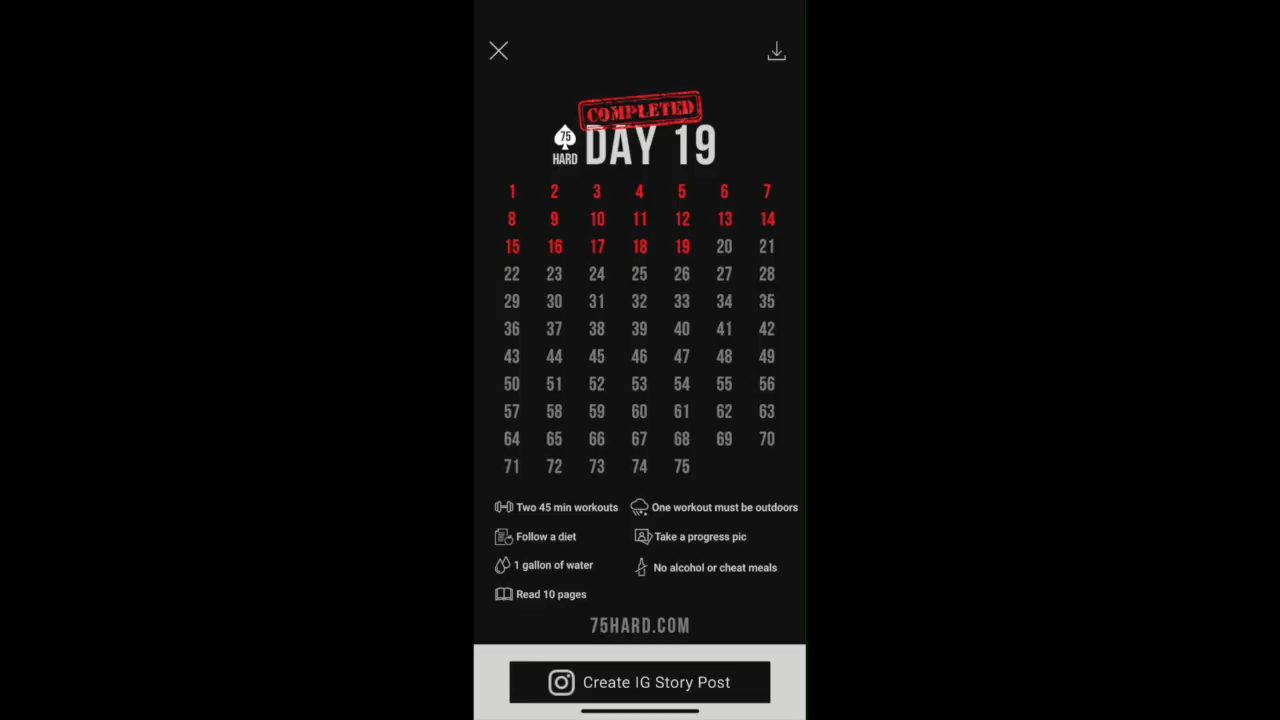 COMPLETED
75
HARD
DAY 19
1 2 3 4 5 6 7
8 9 10 11 12 13 14
15 16 17 18 19 20 21
22 23 24 25 26 27 28
29 30 31 32 33 34 35
36 37 38 39 40 41 42
43 44 45 46 47 48 49
50 51 52 53 54 55 56
57 58 59 60 61 62 63
64 65 66 67 68 69 70
71 72 73 74 75
Two 45 min workouts One workout must be outdoors
Follow a diet Take a progress pic
1 gallon of water No alcohol or cheat meals
Read 10 pages
75HARD.COM
Create IG Story Post